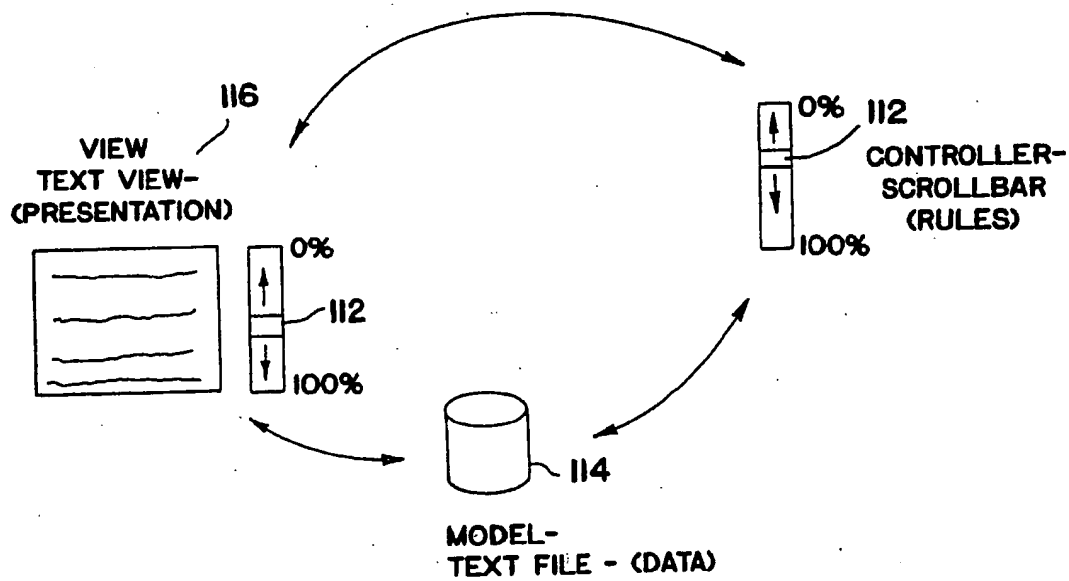 116
VIEW
TEXT VIEW-
(PRESENTATION)
0%
112
100%
0%
112
CONTROLLER-
SCROLLBAR
(RULES)
100%
114
MODEL-
TEXT FILE - (DATA)